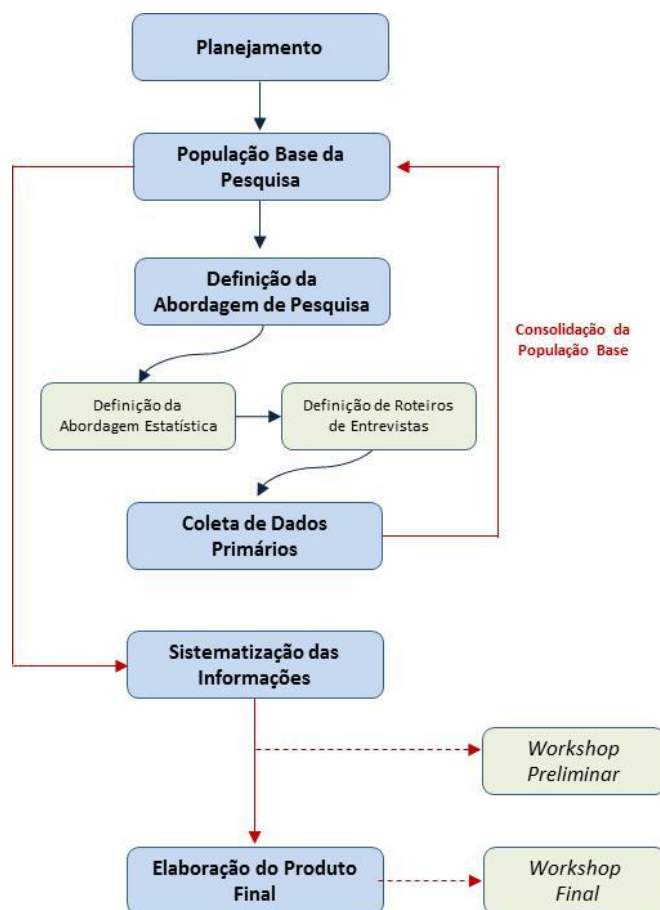 Planejamento
População Base da
Pesquisa
Definição da
Abordagem de Pesquisa
Consolidação da
População Base
Definição da
Abordagem Estatística
Definição de Roteiros
de Entrevistas
Coleta de Dados
Primários
Sistematização das
Informações
Workshop
Preliminar
Elaboração do Produto
Final
Workshop
Final